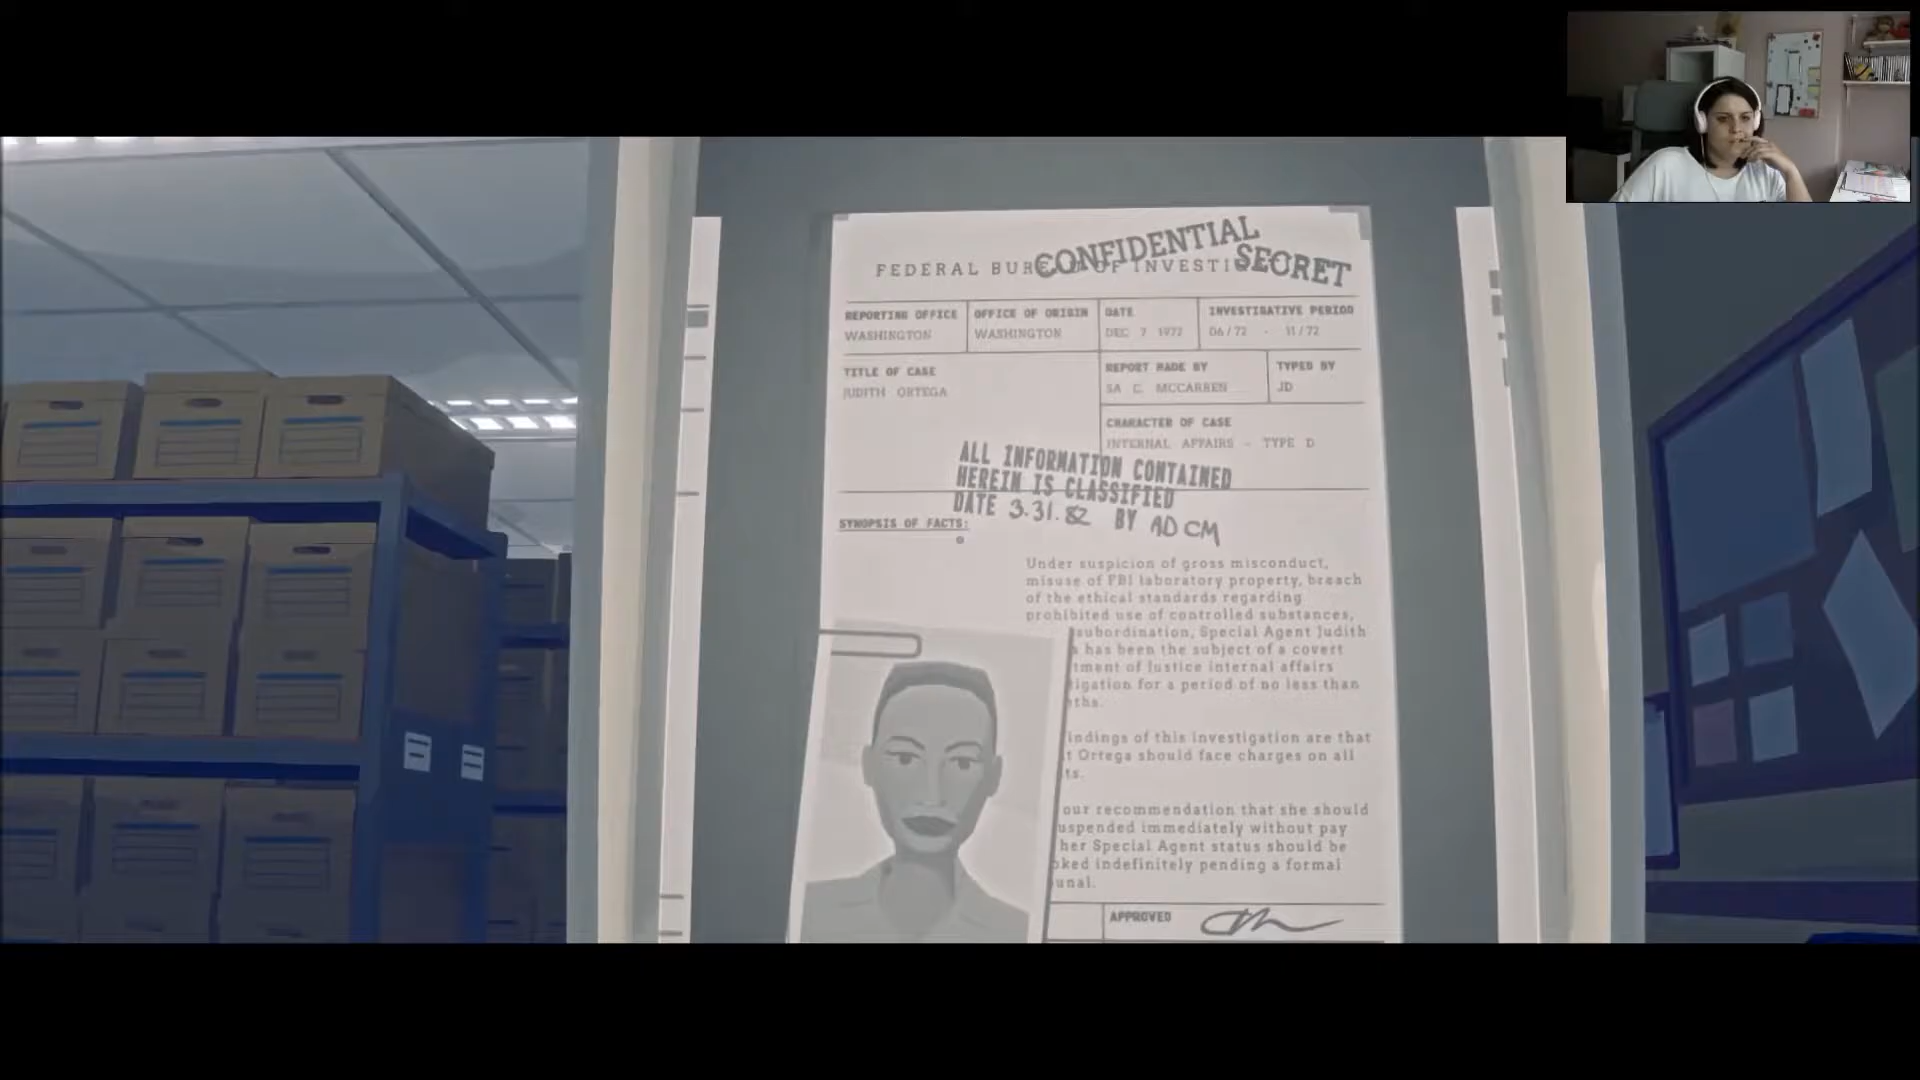 CONFIDENTIAL
SECRET
FEDERAL BUREAU OF INVESTI
REPORTING OFFICE
WASHINGTON
OFFICE OF ORIGIN
WASHINGTON
DATE
DEC 7 1972
INVESTIGATIVE PERIOD
06/72 - 11/72
TITLE OF CASE
JUDITH ORTEGA
REPORT MADE BY
SA C. MCCARREN
TYPED BY
JD
CHARACTER OF CASE
INTERNAL AFFAIRS - TYPE D
ALL INFORMATION CONTAINED
HEREIN IS CLASSIFIED
DATE 3.31.82 BY AD CM
SYNOPSIS OF FACTS:
Under suspicion of gross misconduct,
misuse of FBI laboratory property, breach
of the ethical standards regarding
prohibited use of controlled substances,
subordination, Special Agent Judith
has been the subject of a covert
tment of Justice internal affairs
tigation for a period of no less than
ths.
indings of this investigation are that
t Ortega should face charges on all
ts.
our recommendation that she should
uspended immediately without pay
her Special Agent status should be
oked indefinitely pending a formal
unal.
APPROVED